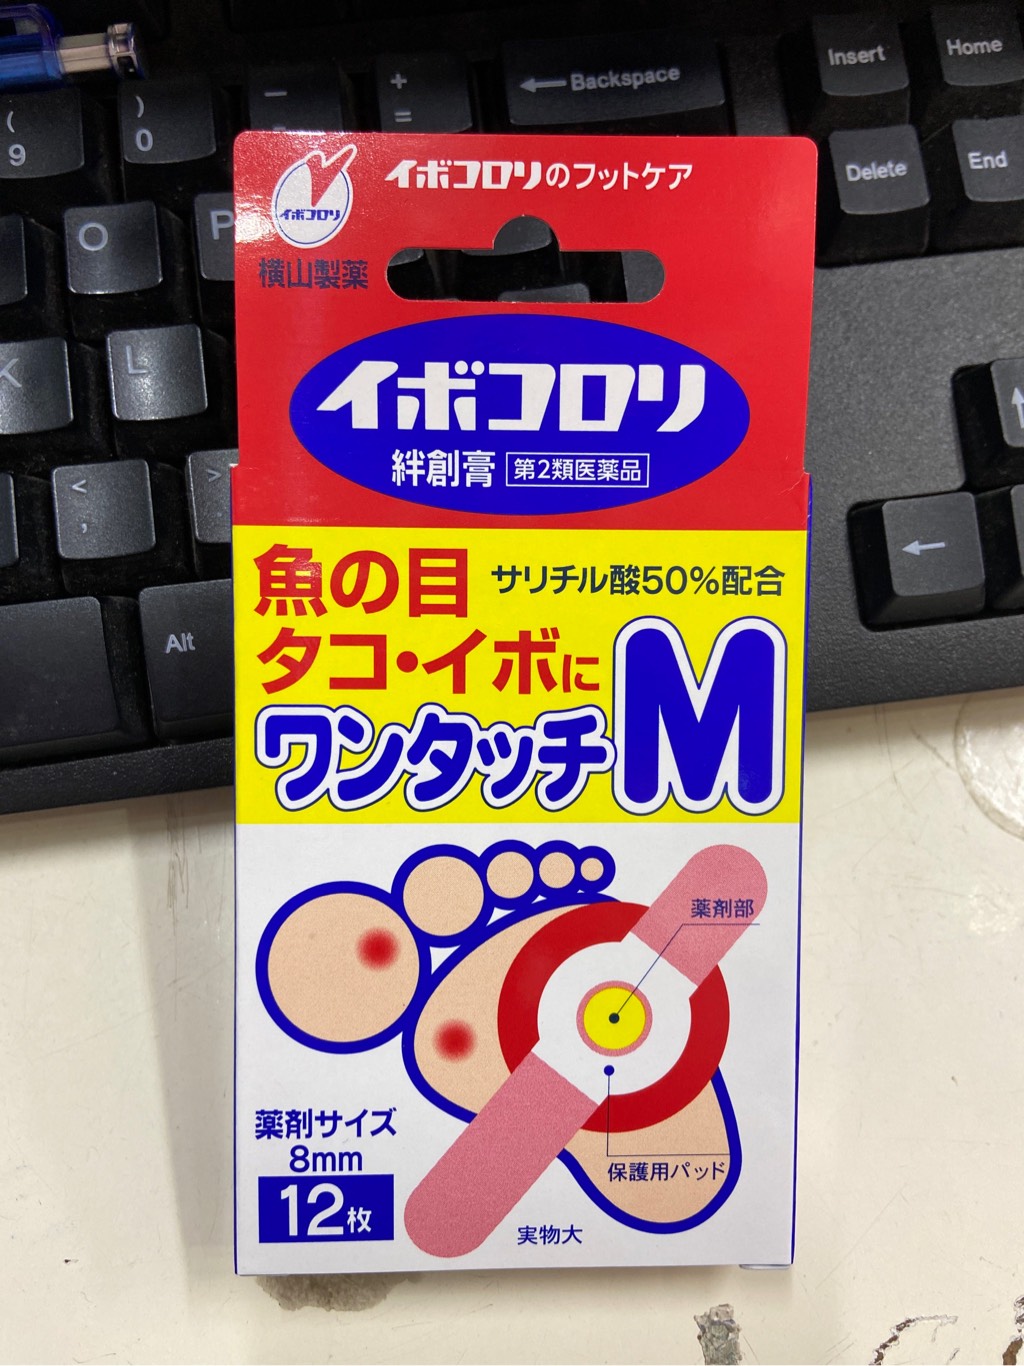 ( 9
) 0
—
+ =
← Backspace
Insert
Home
Delete
End
O
P
K
L
< ,
>
Alt
←
イボコロリ
横山製薬
イボコロリのフットケア
イボコロリ
絆創膏 第2類医薬品
魚の目
タコ・イボに
サリチル酸50%配合
ワンタッチM
薬剤部
保護用パッド
薬剤サイズ
8mm
12枚
実物大